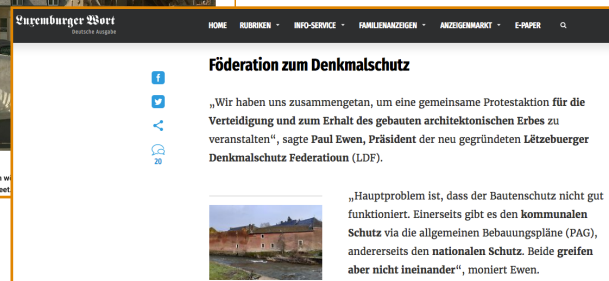 Luxemburger Wort
Deutsche Ausgabe
HOME RUBRIKEN INFO-SERVICE FAMILIENANZEIGEN ANZEIGENMARKT E-PAPER
Föderation zum Denkmalschutz
„Wir haben uns zusammengetan, um eine gemeinsame Protestaktion für die
Verteidigung und zum Erhalt des gebauten architektonischen Erbes zu
veranstalten“, sagte Paul Ewen, Präsident der neu gegründeten Lëtzebuerger
Denkmalschutz Federatioun (LDF).
20
„Hauptproblem ist, dass der Bautenschutz nicht gut
funktioniert. Einerseits gibt es den kommunalen
Schutz via die allgemeinen Bebauungspläne (PAG),
andererseits den nationalen Schutz. Beide greifen
aber nicht ineinander“, moniert Ewen.